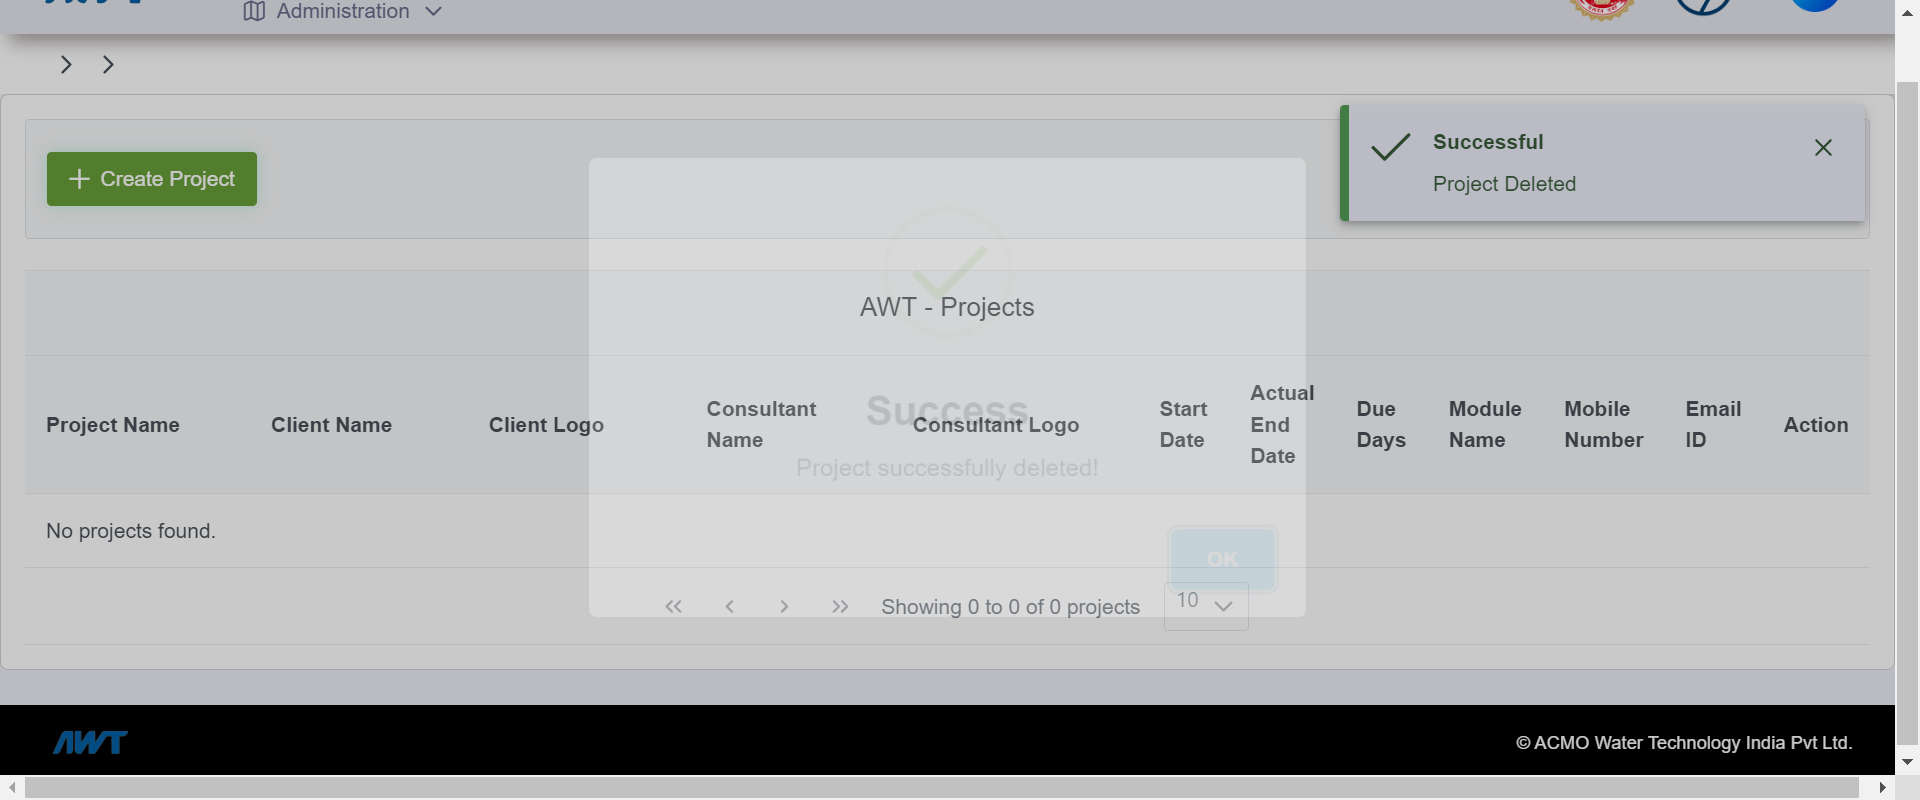 Administration
Create Project
Successful
Project Deleted
AWT - Projects
Success
Project successfully deleted!
OK
Project Name
Client Name
Client Logo
Consultant
Name
Consultant Logo
Start
Date
Actual
End
Date
Due
Days
Module
Name
Mobile
Number
Email
ID
Action
No projects found.
Showing 0 to 0 of 0 projects
10
AWT
© ACMO Water Technology India Pvt Ltd.